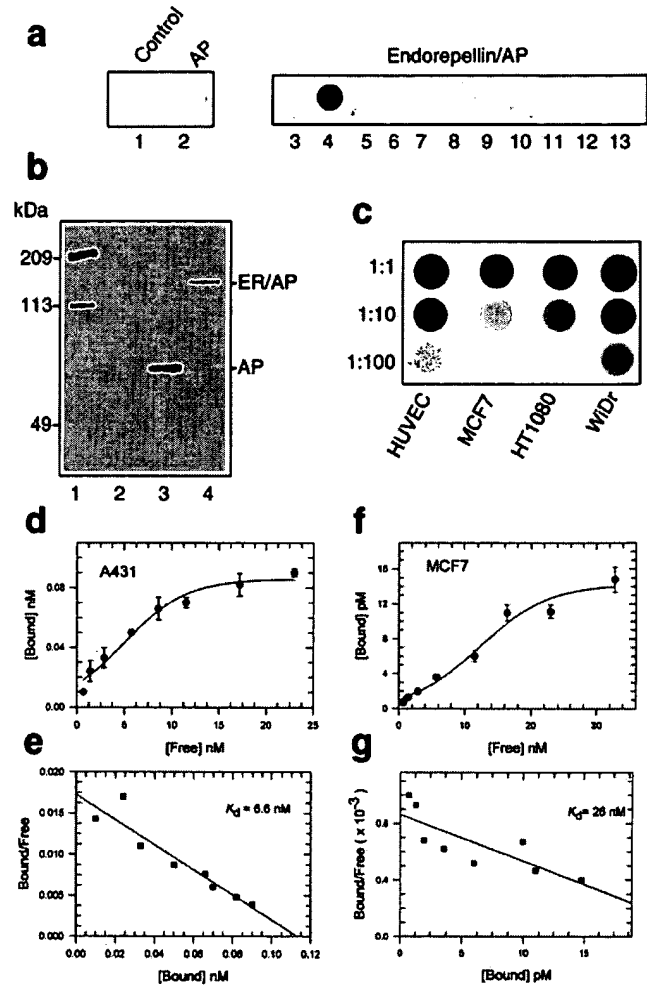 a
Control
AP
Endorepellin/AP
1 2
3 4 5 6 7 8 9 10 11 12 13
b
kDa
209
113
49
ER/AP
AP
1 2 3 4
c
1:1
1:10
1:100
HUVEC
MCF7
HT1080
WiDr
d
A431
[Bound] nM
0.08
0.04
0.00
0 5 10 15 20 25
[Free] nM
f
MCF7
[Bound] pM
16
12
8
4
0
0 10 20 30
[Free] nM
e
Kd = 6.6 nM
Bound/Free
0.020
0.015
0.010
0.005
0.000
0.00 0.02 0.04 0.06 0.08 0.10 0.12
[Bound] nM
g
Kd = 26 nM
Bound/Free ( x 10⁻³)
0.8
0.4
0.0
0 5 10 15
[Bound] pM